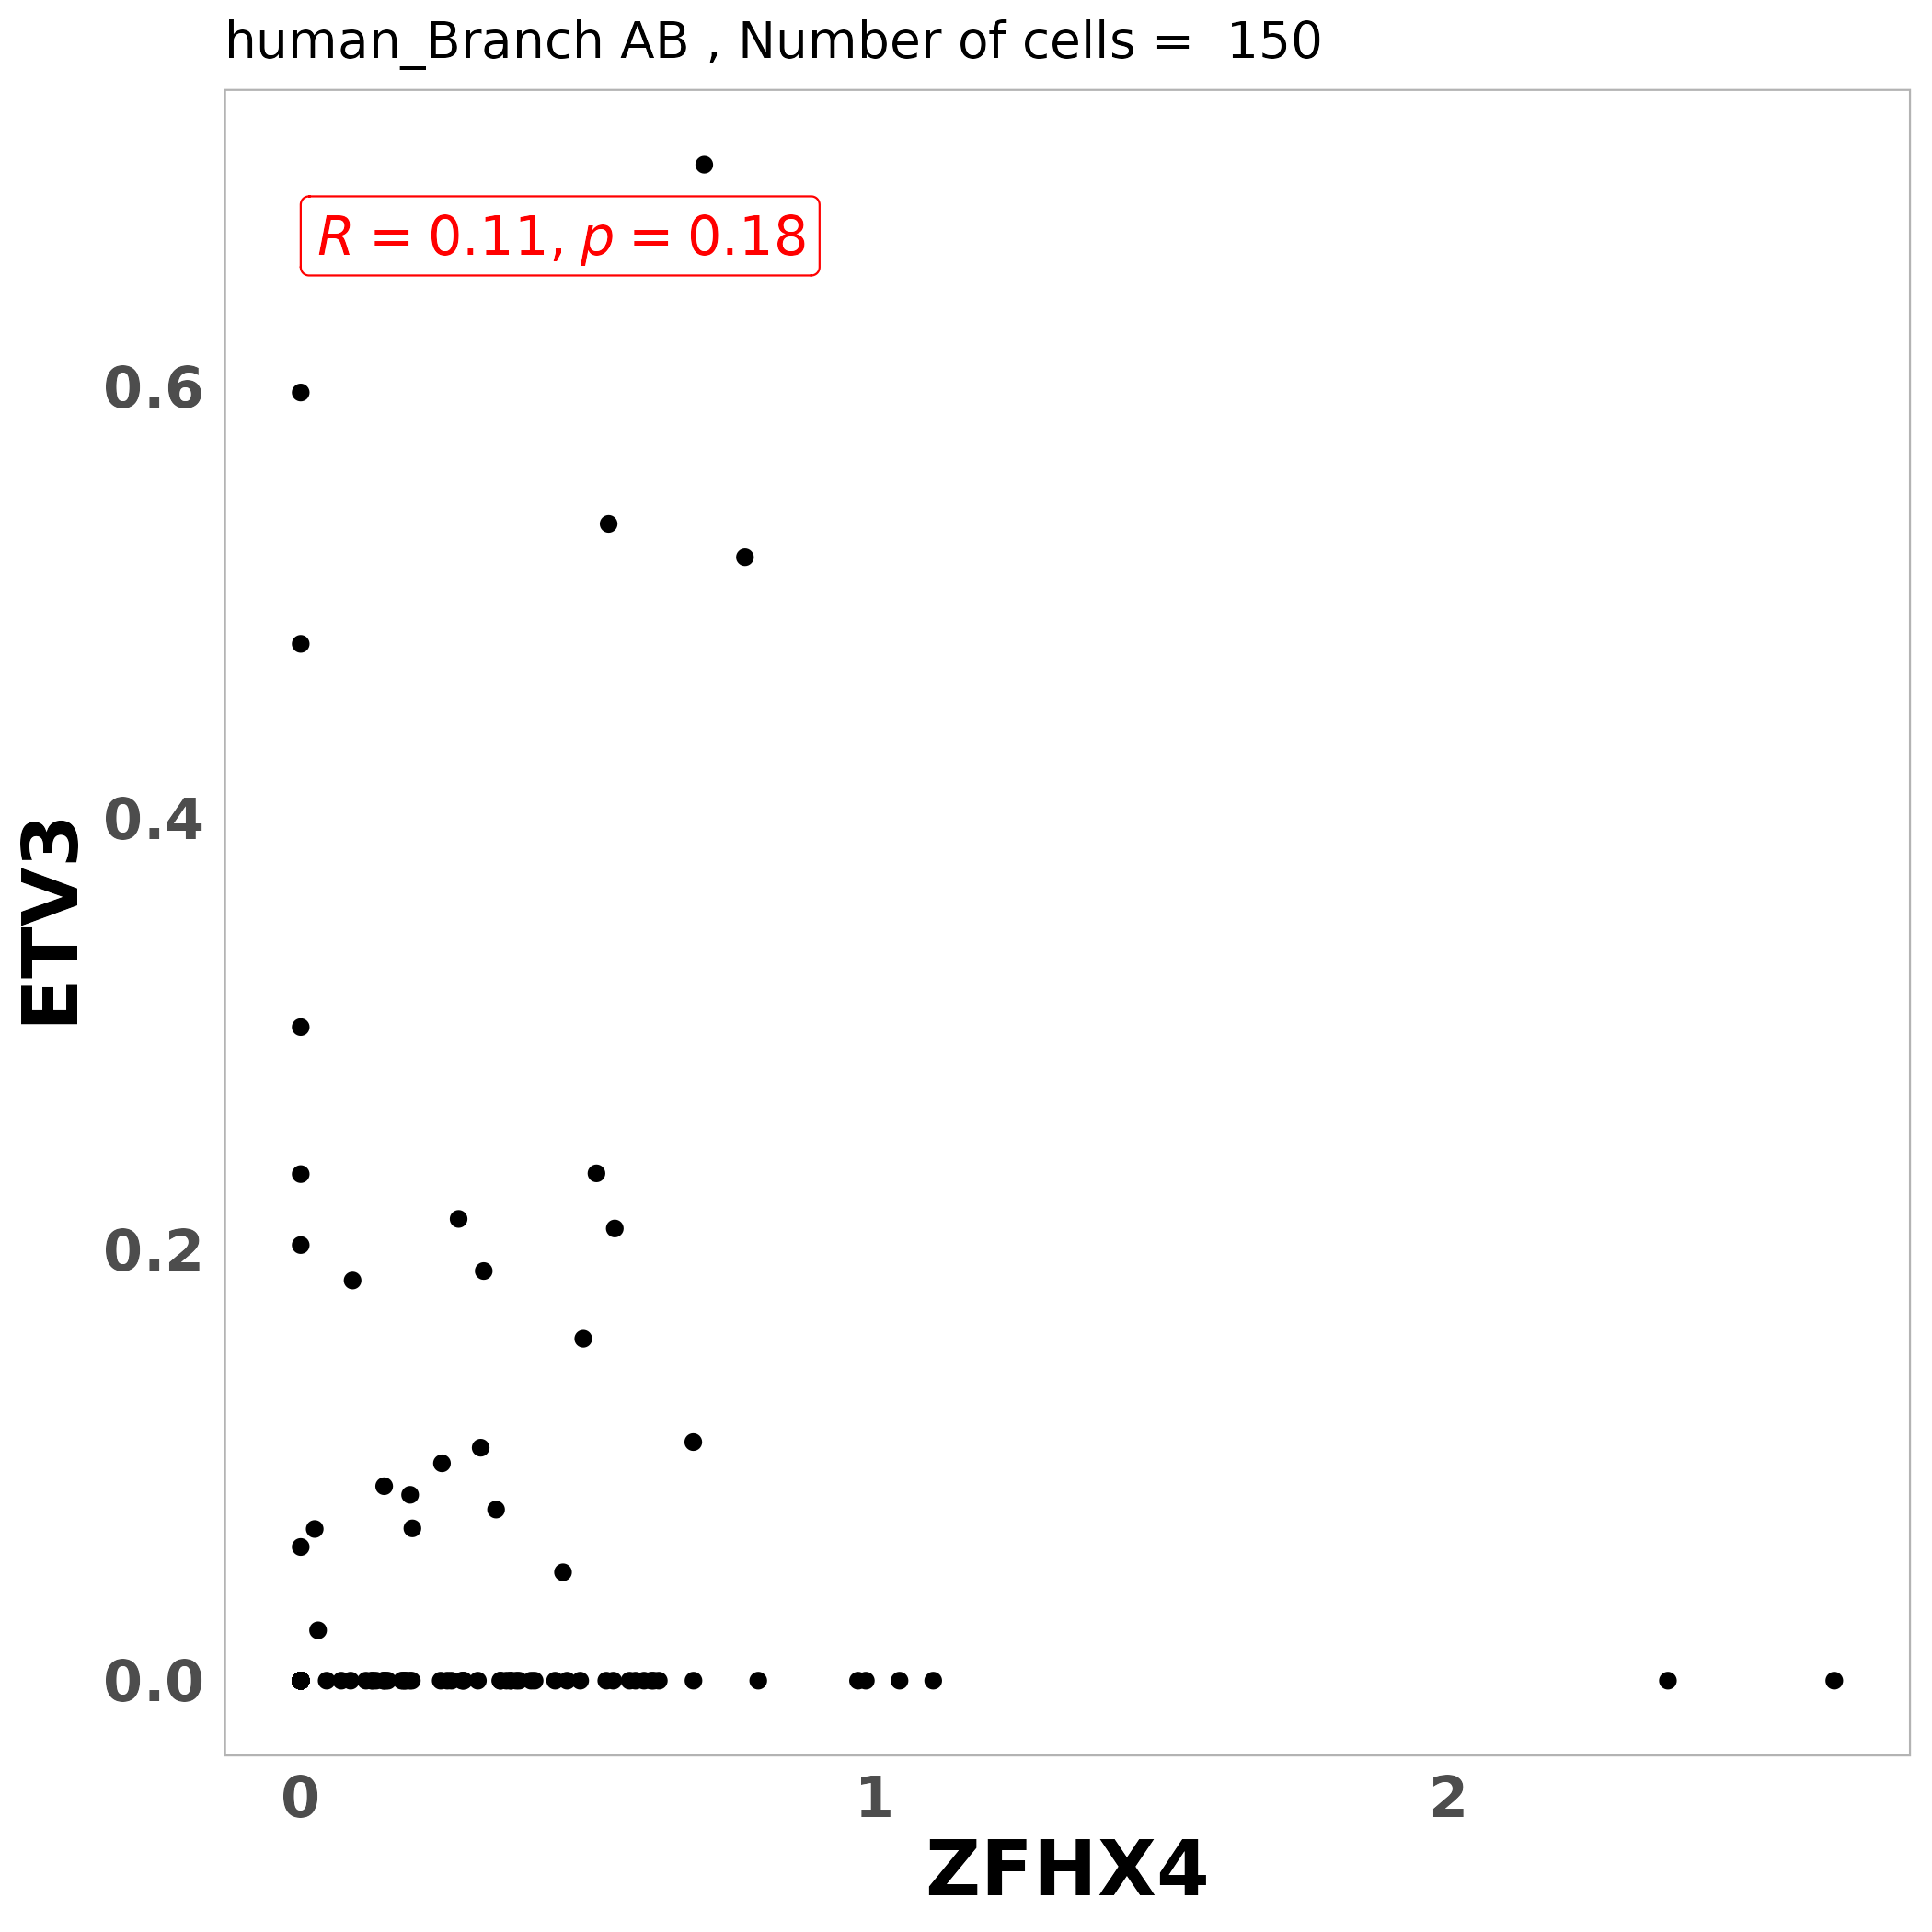 human_Branch AB , Number of cells =  150
R = 0.11, p = 0.18
0.6
0.4
0.2
0.0
ETV3
0
1
2
ZFHX4